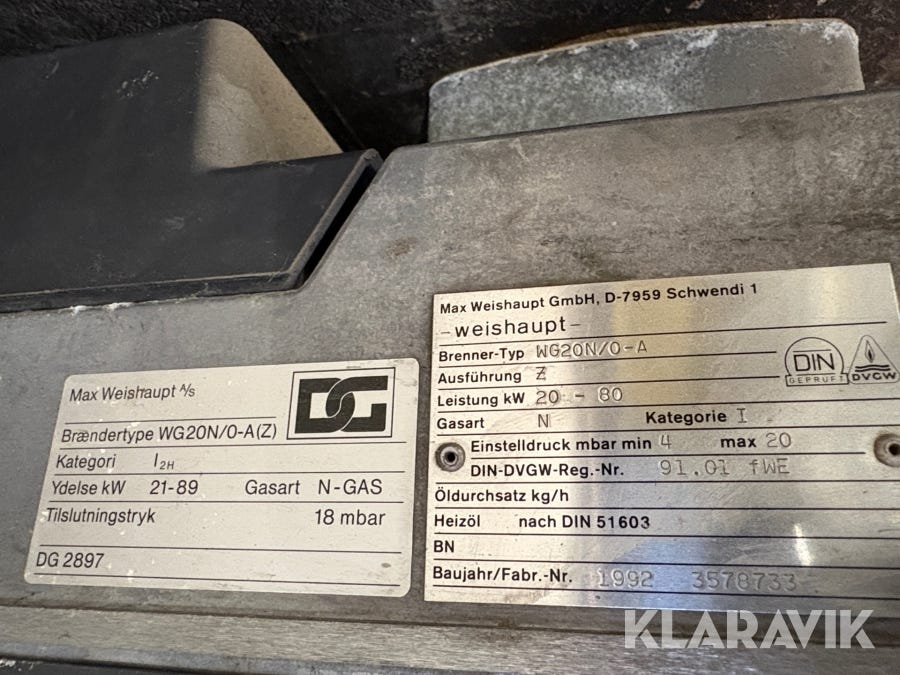 Max Weishaupt A/s
DG
Brændertype WG20N/0-A(Z)
Kategori I2H
Ydelse kW 21-89 Gasart N-GAS
Tilslutningstryk 18 mbar
DG 2897
Max Weishaupt GmbH, D-7959 Schwendi 1
-weishaupt-
Brenner-Typ WG20N/0-A
Ausführung Z
Leistung kW 20 - 80
Gasart N Kategorie I
Einstelldruck mbar min 4 max 20
DIN-DVGW-Reg.-Nr. 91.01 fWE
Öldurchsatz kg/h
Heizöl nach DIN 51603
BN
Baujahr/Fabr.-Nr. 1992 3578733
DIN
GEPRÜFT
DVGW
KLARAVIK